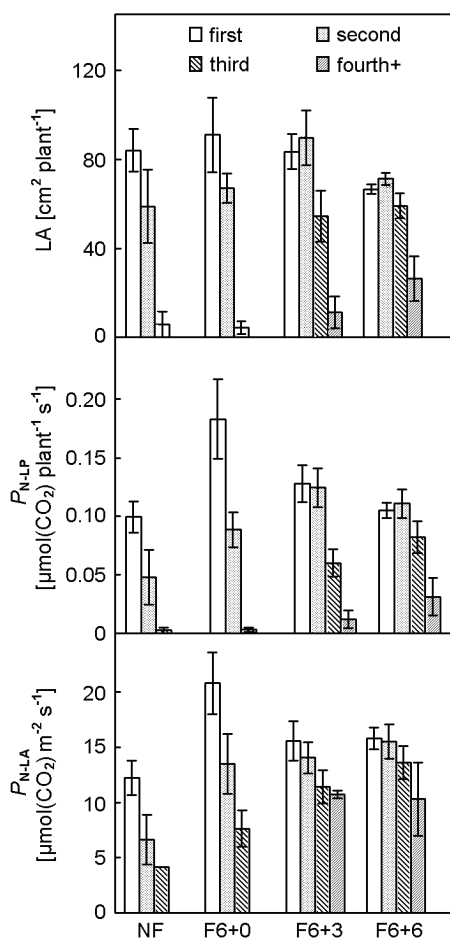 first second
third fourth+
120
80
40
0
LA [cm² plant⁻¹]
0.20
0.15
0.10
0.05
0
P_N-LP
[µmol(CO₂) plant⁻¹ s⁻¹]
20
15
10
5
0
P_N-LA
[µmol(CO₂) m⁻² s⁻¹]
NF F6+0 F6+3 F6+6